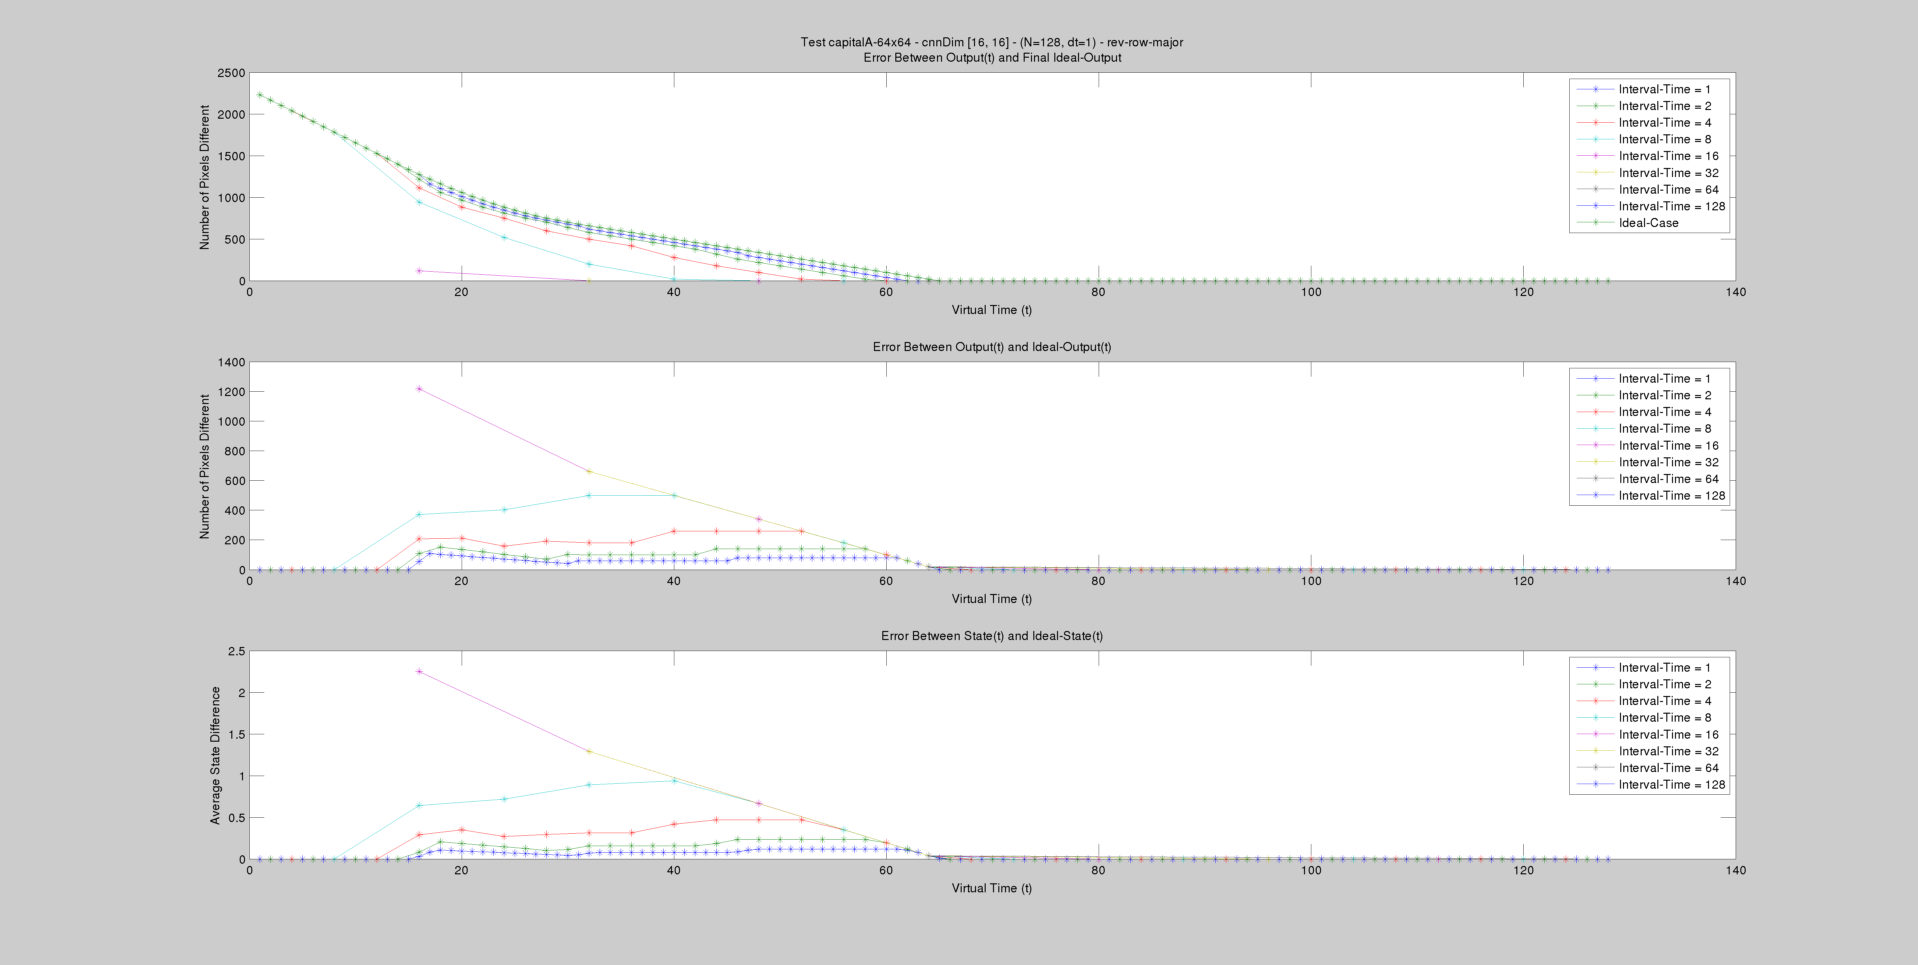 Test capitalA-64x64 - cnnDim [16, 16] - (N=128, dt=1) - rev-row-major
Error Between Output(t) and Final Ideal-Output
Number of Pixels Different
2500
2000
1500
1000
500
0
0 20 40 60 80 100 120 140
Virtual Time (t)
Interval-Time = 1
Interval-Time = 2
Interval-Time = 4
Interval-Time = 8
Interval-Time = 16
Interval-Time = 32
Interval-Time = 64
Interval-Time = 128
Ideal-Case
Error Between Output(t) and Ideal-Output(t)
Number of Pixels Different
1400
1200
1000
800
600
400
200
0
0 20 40 60 80 100 120 140
Virtual Time (t)
Interval-Time = 1
Interval-Time = 2
Interval-Time = 4
Interval-Time = 8
Interval-Time = 16
Interval-Time = 32
Interval-Time = 64
Interval-Time = 128
Error Between State(t) and Ideal-State(t)
Average State Difference
2.5
2
1.5
1
0.5
0
0 20 40 60 80 100 120 140
Virtual Time (t)
Interval-Time = 1
Interval-Time = 2
Interval-Time = 4
Interval-Time = 8
Interval-Time = 16
Interval-Time = 32
Interval-Time = 64
Interval-Time = 128